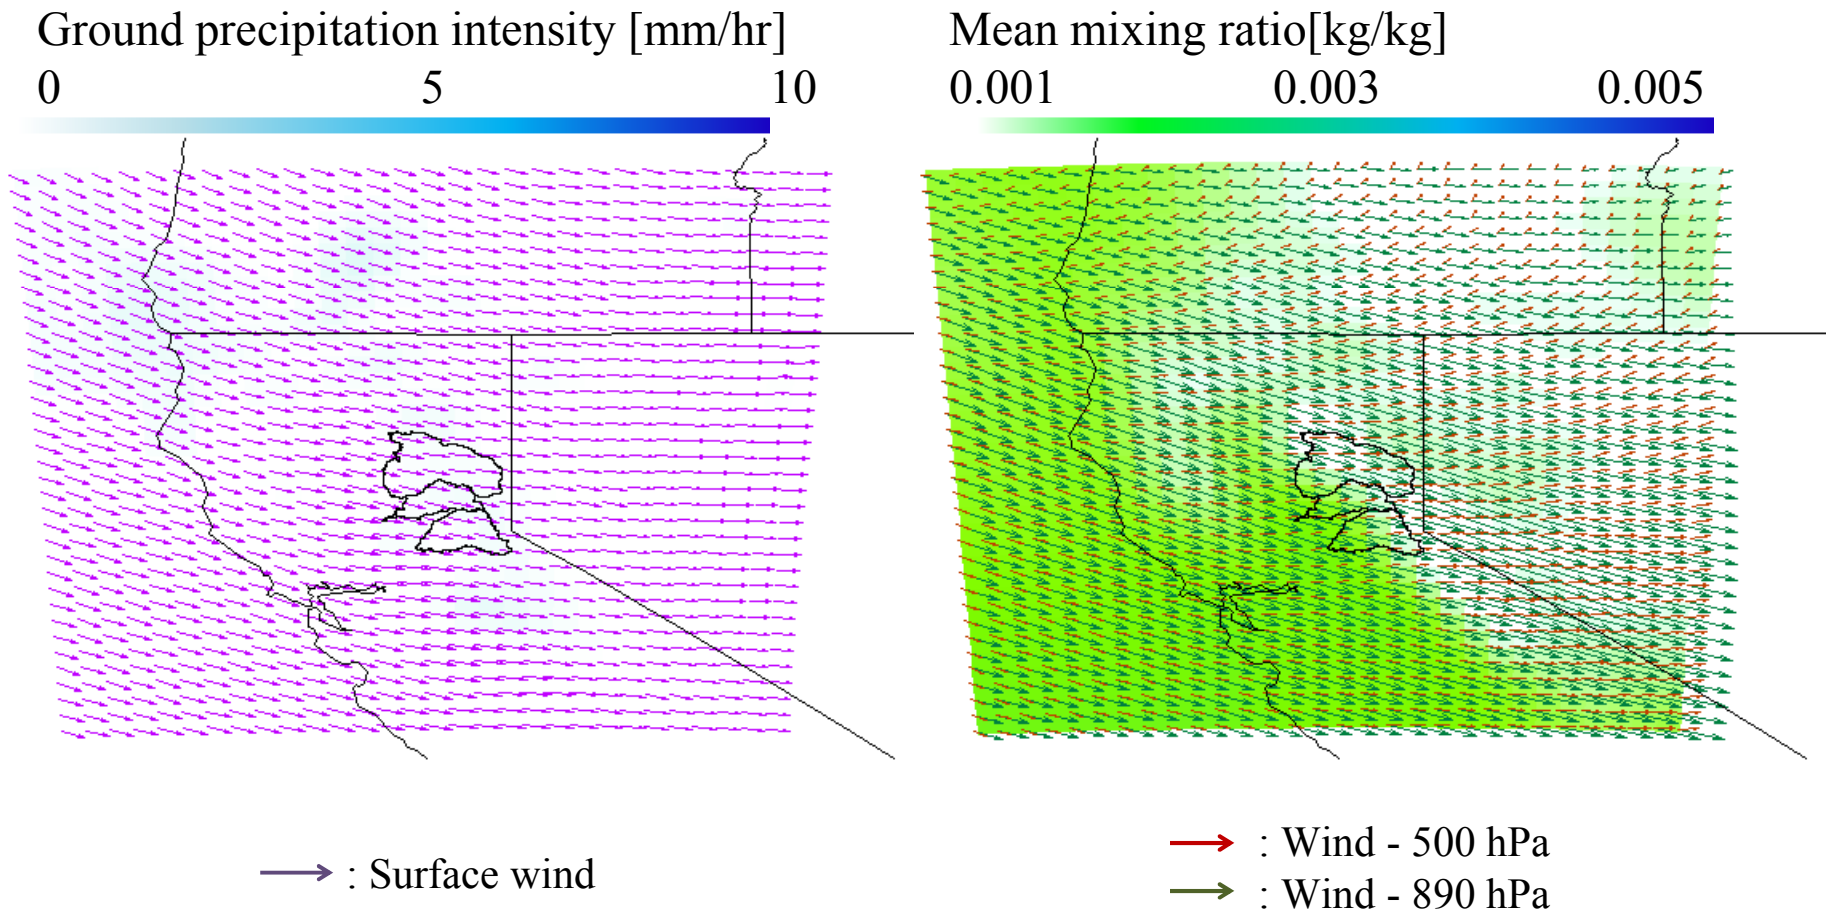 Ground precipitation intensity [mm/hr]
0 5 10
Mean mixing ratio[kg/kg]
0.001 0.003 0.005
: Surface wind
: Wind - 500 hPa
: Wind - 890 hPa